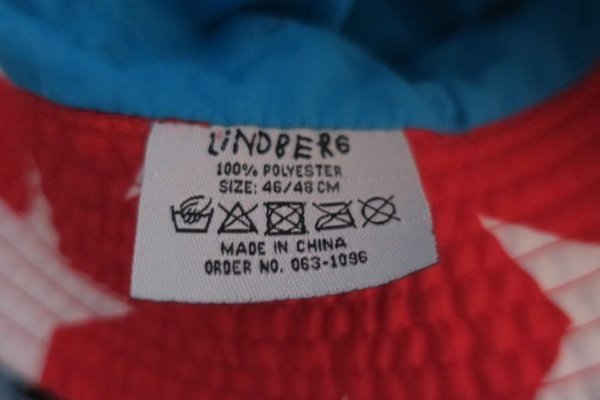 LiNDBERG
100% POLYESTER
SIZE: 46/48 CM
MADE IN CHINA
ORDER NO. 063-1096